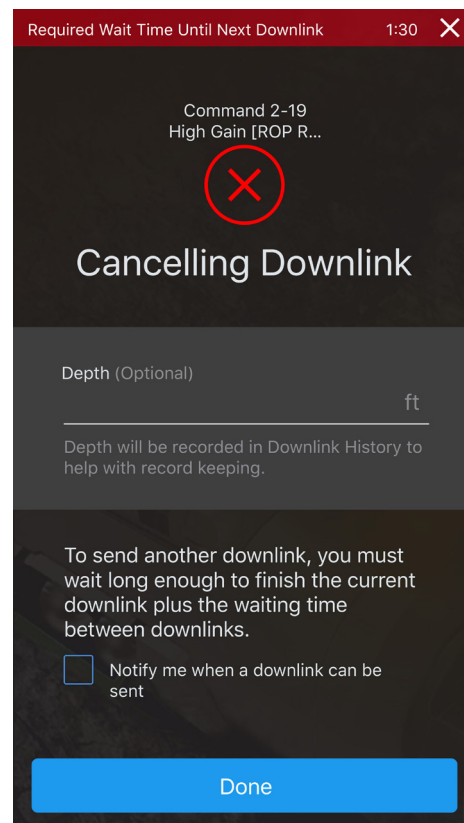 Required Wait Time Until Next Downlink 1:30
Command 2-19
High Gain [ROP R...
Cancelling Downlink
Depth (Optional)
ft
Depth will be recorded in Downlink History to
help with record keeping.
To send another downlink, you must
wait long enough to finish the current
downlink plus the waiting time
between downlinks.
Notify me when a downlink can be
sent
Done